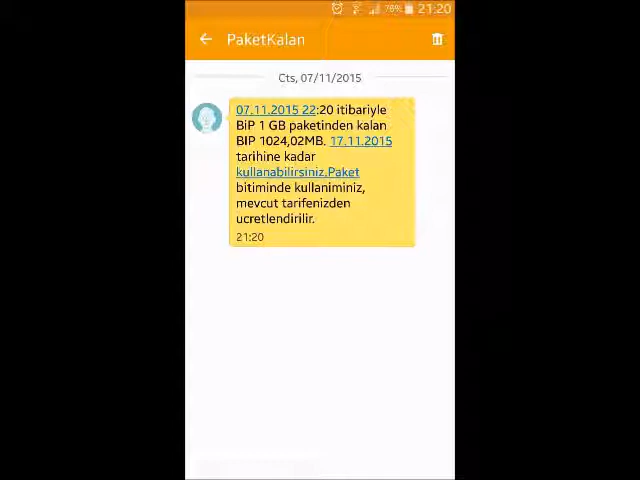 78% 21:20
PaketKalan
Cts, 07/11/2015
07.11.2015 22:20 itibariyle
BiP 1 GB paketinden kalan
BIP 1024,02MB. 17.11.2015
tarihine kadar
kullanabilirsiniz.Paket
bitiminde kullaniminiz,
mevcut tarifenizden
ucretlendirilir.
21:20